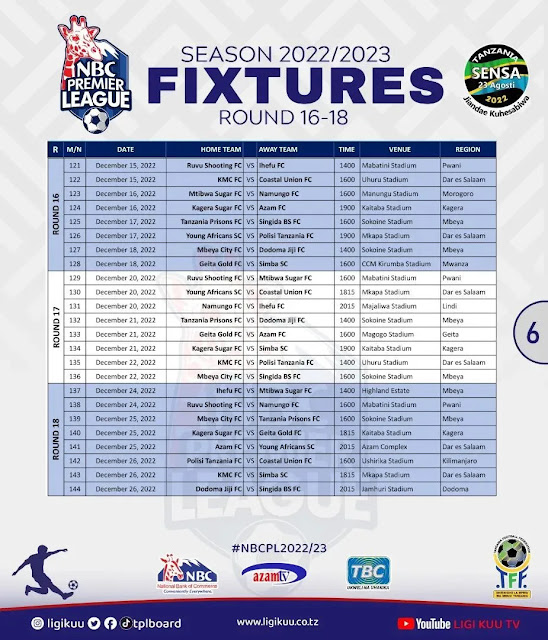 NBC
PREMIER
LEAGUE
SEASON 2022/2023
FIXTURES
ROUND 16-18
TANZANIA
SENSA
23 Agosti
2022
Jiandae Kuhesabiwa
R M/N DATE HOME TEAM AWAY TEAM TIME VENUE REGION
ROUND 16
121 December 15, 2022 Ruvu Shooting FC VS Ihefu FC 1400 Mabatini Stadium Pwani
122 December 15, 2022 KMC FC VS Coastal Union FC 1600 Uhuru Stadium Dar es Salaam
123 December 16, 2022 Mtibwa Sugar FC VS Namungo FC 1600 Manungu Stadium Morogoro
124 December 16, 2022 Kagera Sugar FC VS Azam FC 1900 Kaitaba Stadium Kagera
125 December 17, 2022 Tanzania Prisons FC VS Singida BS FC 1600 Sokoine Stadium Mbeya
126 December 17, 2022 Young Africans SC VS Polisi Tanzania FC 1900 Mkapa Stadium Dar es Salaam
127 December 18, 2022 Mbeya City FC VS Dodoma Jiji FC 1400 Sokoine Stadium Mbeya
128 December 18, 2022 Geita Gold FC VS Simba SC 1600 CCM Kirumba Stadium Mwanza
ROUND 17
129 December 20, 2022 Ruvu Shooting FC VS Mtibwa Sugar FC 1600 Mabatini Stadium Pwani
130 December 20, 2022 Young Africans SC VS Coastal Union FC 1815 Mkapa Stadium Dar es Salaam
131 December 20, 2022 Namungo FC VS Ihefu FC 2015 Majaliwa Stadium Lindi
132 December 21, 2022 Tanzania Prisons FC VS Dodoma Jiji FC 1400 Sokoine Stadium Mbeya
133 December 21, 2022 Geita Gold FC VS Azam FC 1600 Magogo Stadium Geita
134 December 21, 2022 Kagera Sugar FC VS Simba SC 1900 Kaitaba Stadium Kagera
135 December 22, 2022 KMC FC VS Polisi Tanzania FC 1400 Uhuru Stadium Dar es Salaam
136 December 22, 2022 Mbeya City FC VS Singida BS FC 1600 Sokoine Stadium Mbeya
ROUND 18
137 December 24, 2022 Ihefu FC VS Mtibwa Sugar FC 1400 Highland Estate Mbeya
138 December 24, 2022 Ruvu Shooting FC VS Namungo FC 1600 Mabatini Stadium Pwani
139 December 25, 2022 Mbeya City FC VS Tanzania Prisons FC 1600 Sokoine Stadium Mbeya
140 December 25, 2022 Kagera Sugar FC VS Geita Gold FC 1815 Kaitaba Stadium Kagera
141 December 25, 2022 Azam FC VS Young Africans SC 2015 Azam Complex Dar es Salaam
142 December 26, 2022 Polisi Tanzania FC VS Coastal Union FC 1600 Ushirika Stadium Kilimanjaro
143 December 26, 2022 KMC FC VS Simba SC 1815 Mkapa Stadium Dar es Salaam
144 December 26, 2022 Dodoma Jiji FC VS Singida BS FC 2015 Jamhuri Stadium Dodoma
6
LEAGUE
#NBCPL2022/23
NBC
National Bank of Commerce
Community Everywhere.
azam tv
TBC
UKWELI NA UHAKIKA
TFF
ligikuu
tplboard
www.ligikuu.co.tz
YouTube LIGI KUU TV